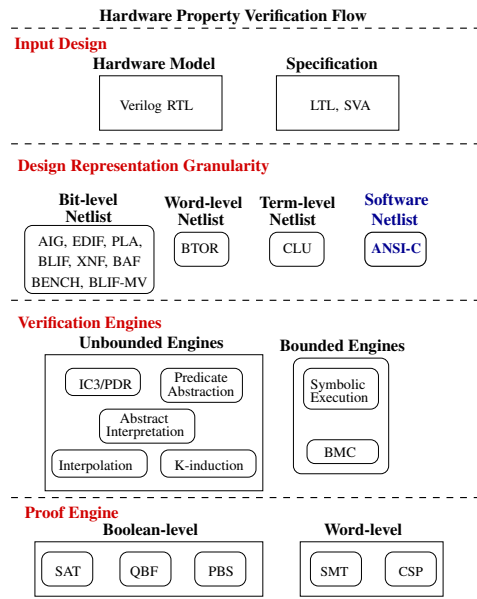 Hardware Property Verification Flow
Input Design
Hardware Model
Specification
Verilog RTL
LTL, SVA
Design Representation Granularity
Bit-level
Netlist
Word-level
Netlist
Term-level
Netlist
Software
Netlist
AIG, EDIF, PLA,
BLIF, XNF, BAF
BENCH, BLIF-MV
BTOR
CLU
ANSI-C
Verification Engines
Unbounded Engines
Bounded Engines
IC3/PDR
Predicate
Abstraction
Abstract
Interpretation
Interpolation
K-induction
Symbolic
Execution
BMC
Proof Engine
Boolean-level
Word-level
SAT
QBF
PBS
SMT
CSP